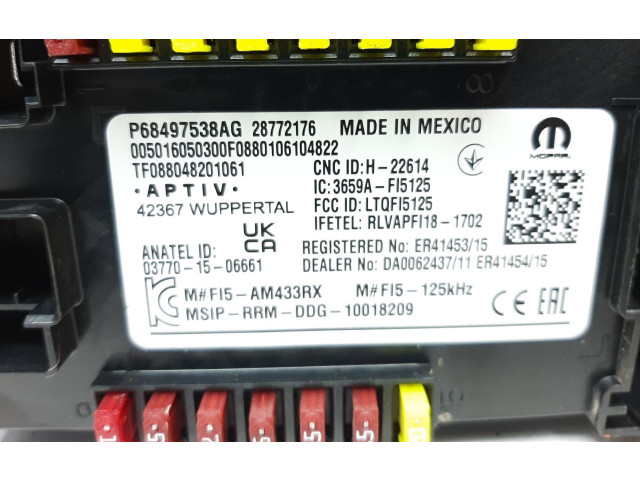 P68497538AG 28772176 MADE IN MEXICO
005016050300F0880106104822
TF088048201061 CNC ID:H-22614
• APTIV • IC:3659A-FI5125
42367 WUPPERTAL FCC ID:LTQFI5125
IFETEL: RLVAPFI18-1702
MOPAR
UK
CA
ANATEL ID: REGISTERED No: ER41453/15
03770-15-06661 DEALER No: DA0062437/11 ER41454/15
M#FI5-AM433RX M#FI5-125kHz
MSIP-RRM-DDG-10018209
CE EAC